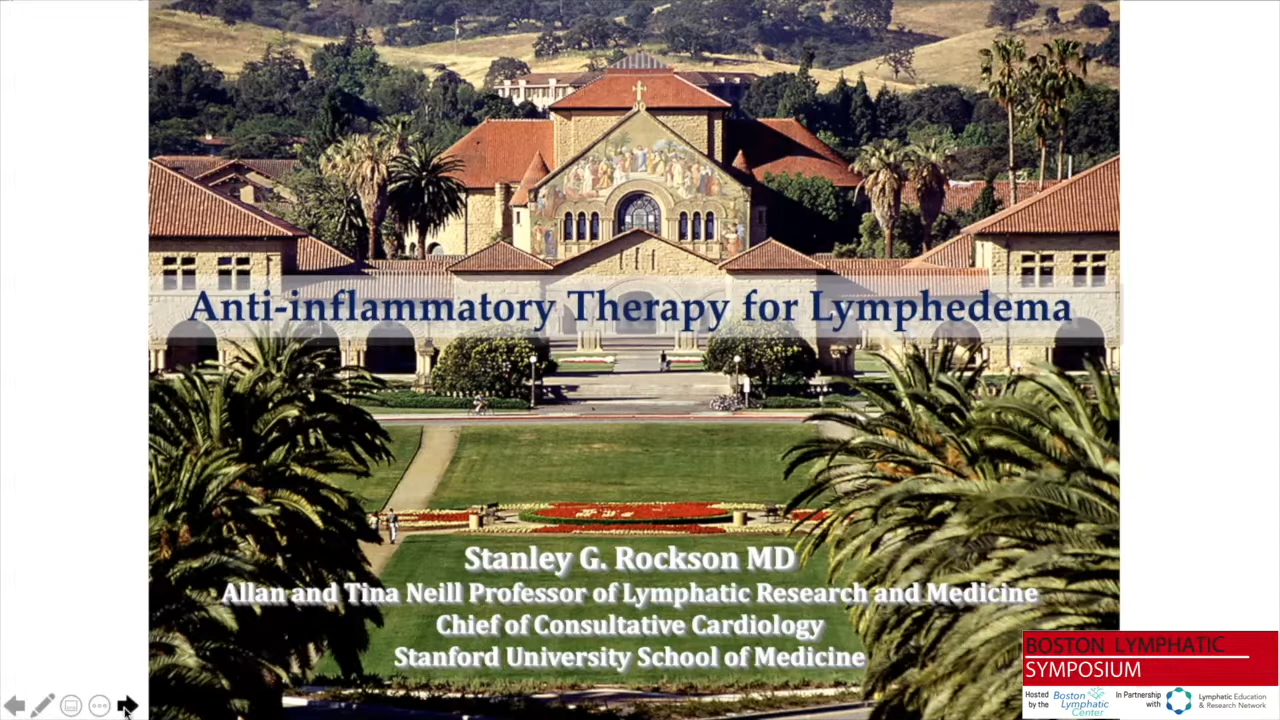 Anti-inflammatory Therapy for Lymphedema
Stanley G. Rockson MD
Allan and Tina Neill Professor of Lymphatic Research and Medicine
Chief of Consultative Cardiology
Stanford University School of Medicine
BOSTON LYMPHATIC
SYMPOSIUM
Hosted
by the
Boston
Lymphatic
Center
In Partnership
with
Lymphatic Education
& Research Network